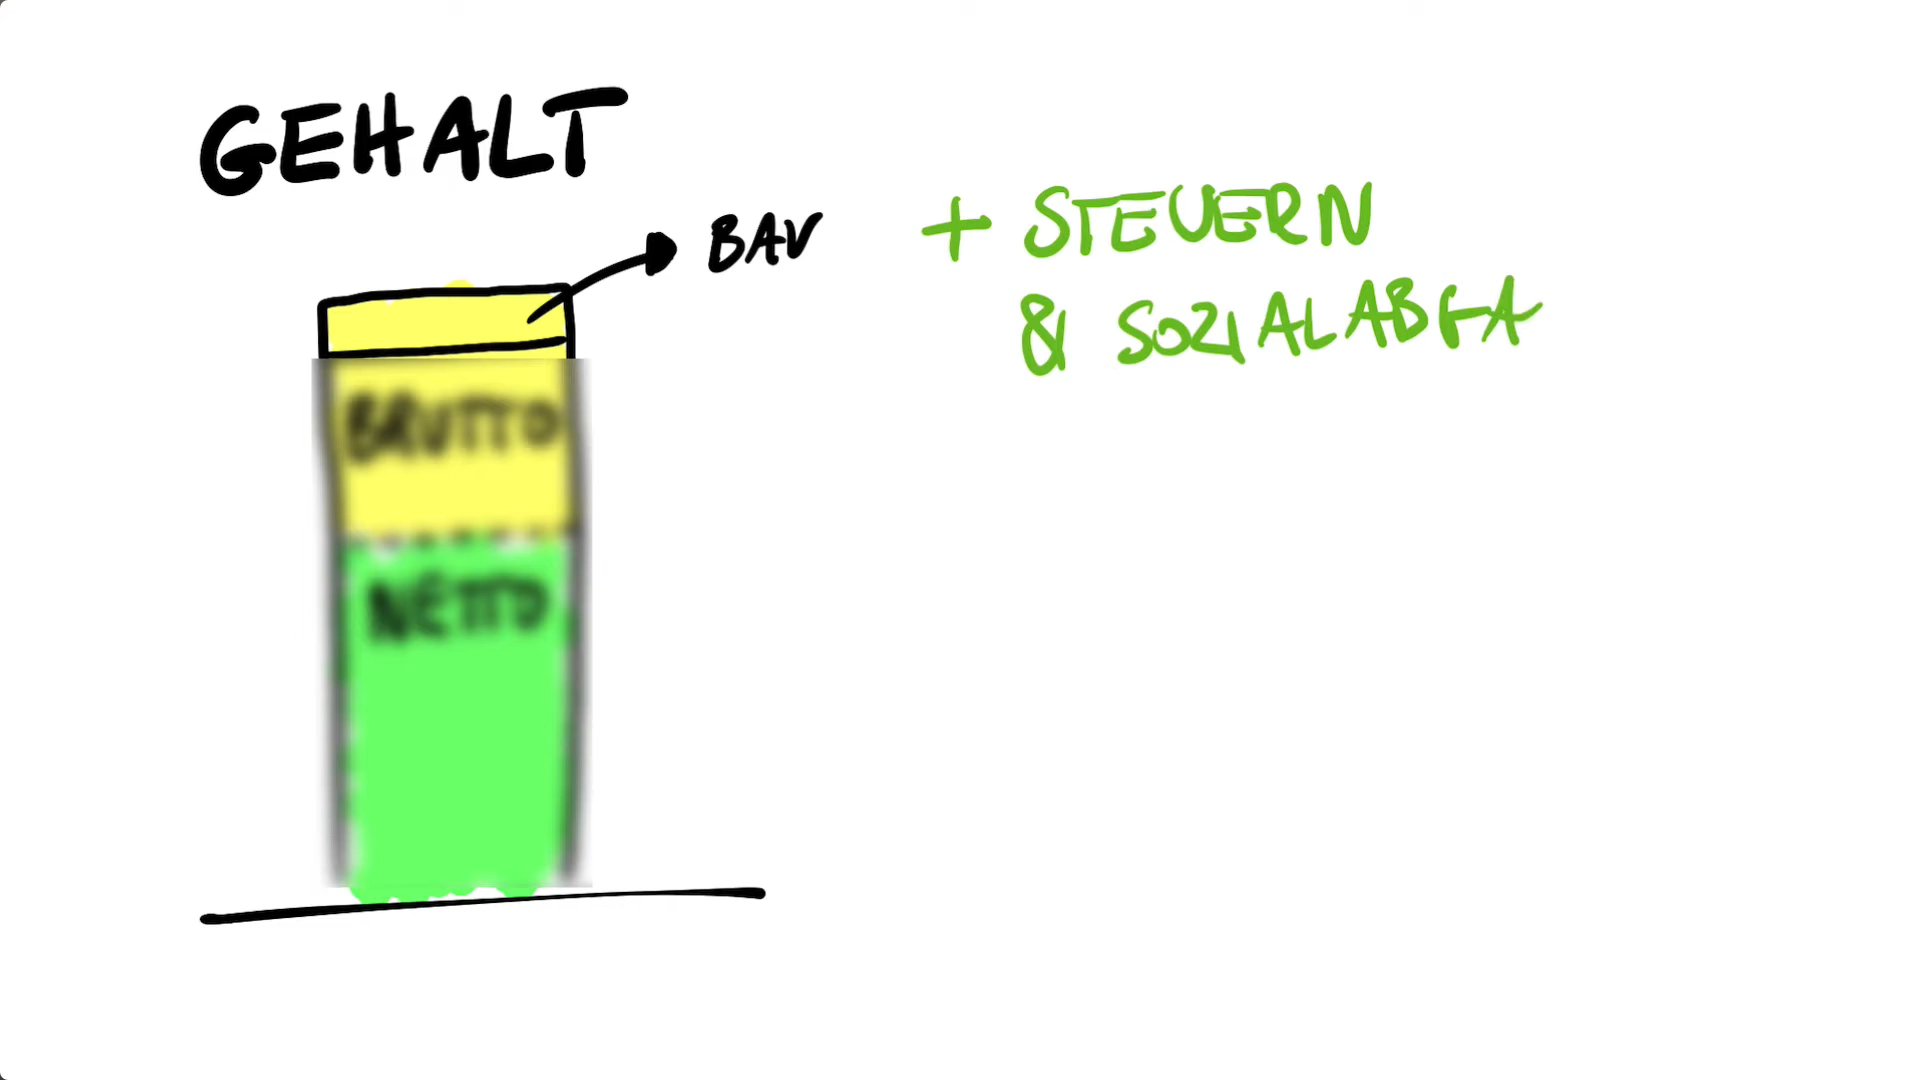 GEHALT
BAV
+ STEUERN
& SOZIALABGA
BRUTTO
NETTO